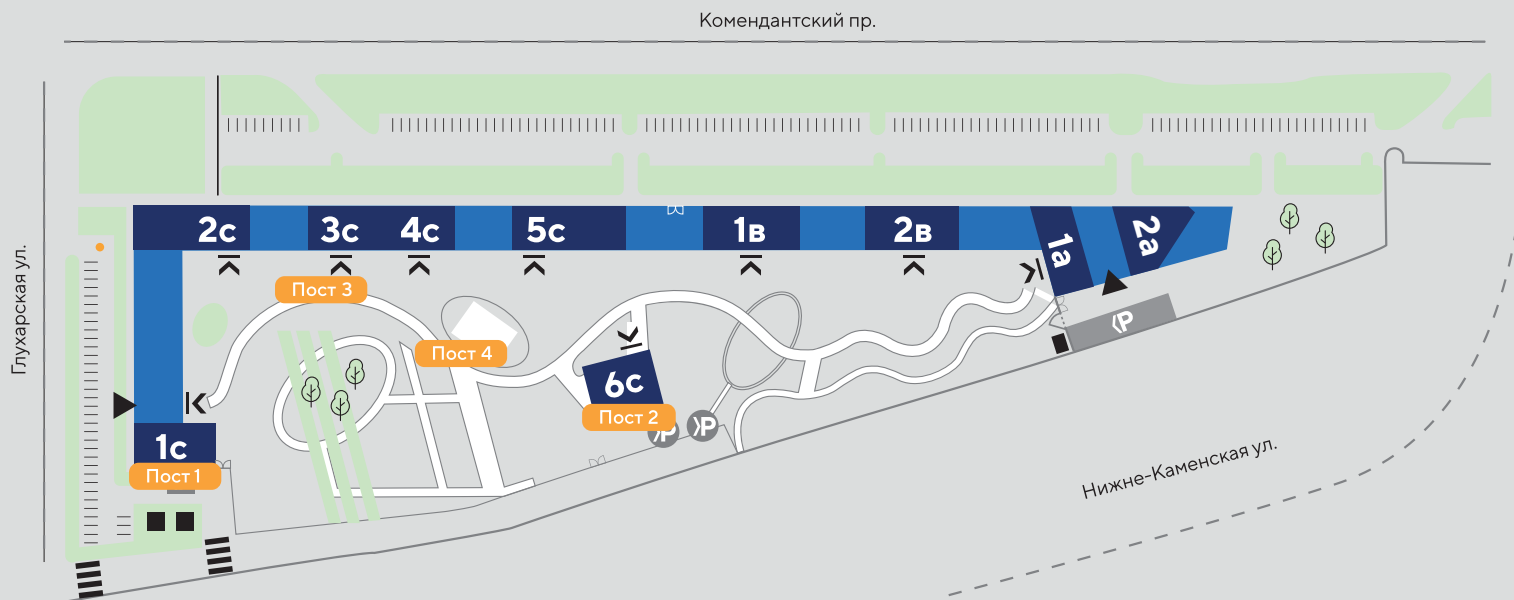 Комендантский пр.
Глухарская ул.
2с
3с
4с
5с
1в
2в
1а
2а
Пост 3
P
Пост 4
6с
Пост 2
P
P
1с
Пост 1
Нижне-Каменская ул.